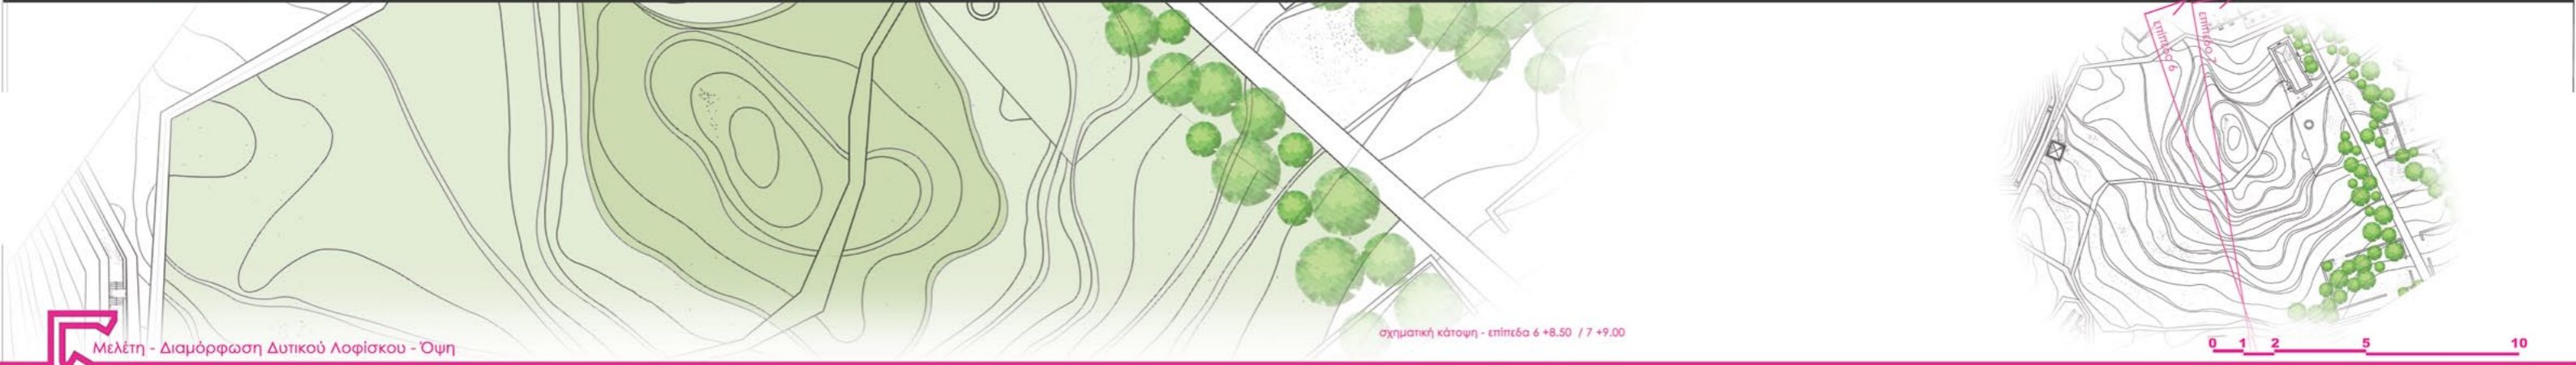 επίπεδο 6
επίπεδο 7
σχηματική κάτοψη - επίπεδα 6 +8.50 / 7 +9.00
Μελέτη - Διαμόρφωση Δυτικού Λοφίσκου - Όψη
0 1 2 5 10